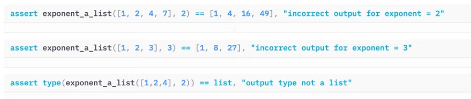 assert exponent_a_list([1, 2, 4, 7], 2) == [1, 4, 16, 49], "incorrect output for exponent = 2"
assert exponent_a_list([1, 2, 3], 3) == [1, 8, 27], "incorrect output for exponent = 3"
assert type(exponent_a_list([1,2,4], 2)) == list, "output type not a list"